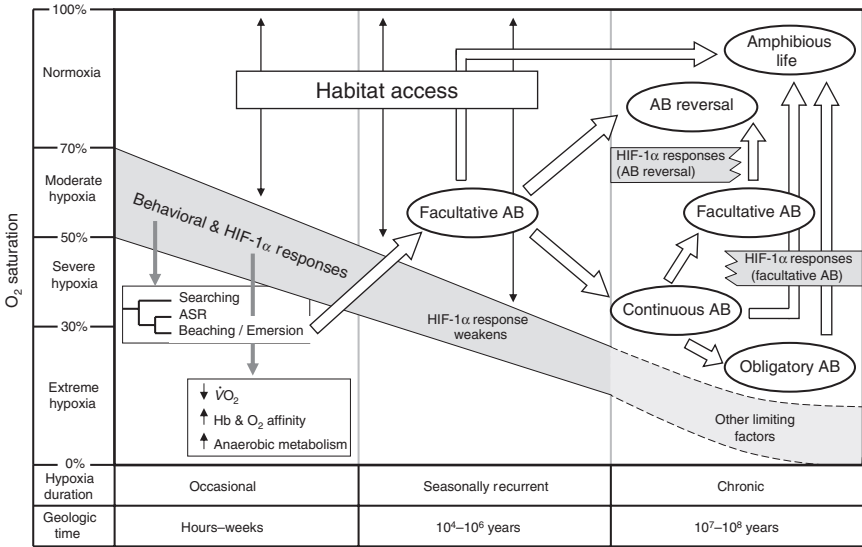 100%
Normoxia
70%
Moderate
hypoxia
50%
Severe
hypoxia
30%
Extreme
hypoxia
0%
O2 saturation
Habitat access
Amphibious
life
AB reversal
HIF-1α responses
(AB reversal)
Behavioral & HIF-1α responses
Facultative AB
Facultative AB
HIF-1α responses
(facultative AB)
Searching
ASR
Beaching / Emersion
HIF-1α response
weakens
Continuous AB
Obligatory AB
V̇O2
Hb & O2 affinity
Anaerobic metabolism
Other limiting
factors
Hypoxia
duration
Occasional
Seasonally recurrent
Chronic
Geologic
time
Hours–weeks
10⁴–10⁶ years
10⁷–10⁸ years